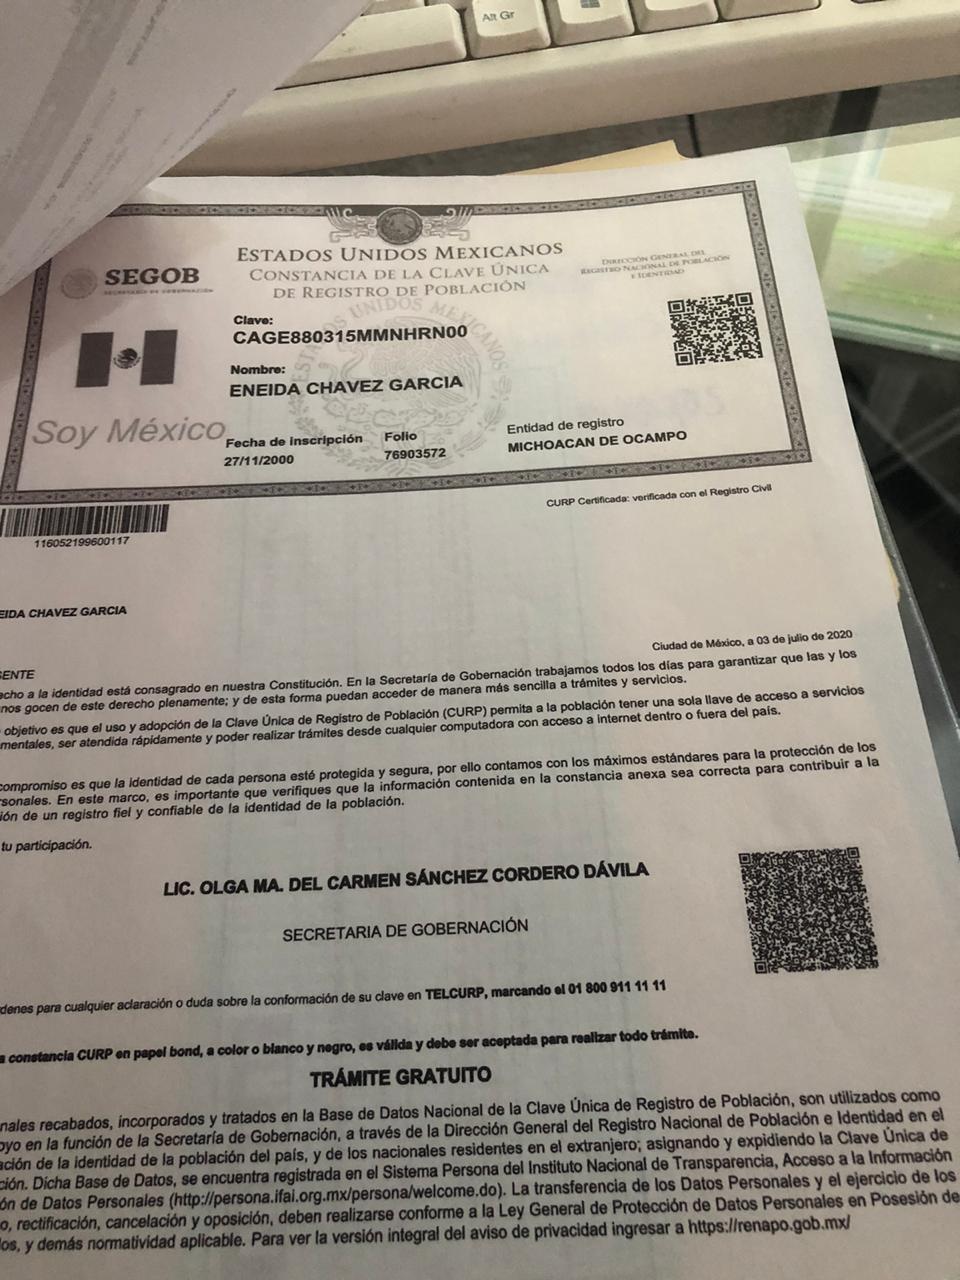 Alt Gr
ESTADOS UNIDOS MEXICANOS
CONSTANCIA DE LA CLAVE ÚNICA
DE REGISTRO DE POBLACIÓN
SEGOB
SECRETARÍA DE GOBERNACIÓN
DIRECCIÓN GENERAL DEL
REGISTRO NACIONAL DE POBLACIÓN
E IDENTIDAD
Clave:
CAGE880315MMNHRN00
Nombre:
ENEIDA CHAVEZ GARCIA
Soy México
Fecha de inscripción
27/11/2000
Folio
76903572
Entidad de registro
MICHOACAN DE OCAMPO
ESTADOS UNIDOS MEXICANOS
CURP Certificada: verificada con el Registro Civil
116052199600117
EIDA CHAVEZ GARCIA
Ciudad de México, a 03 de julio de 2020
SENTE
echo a la identidad está consagrado en nuestra Constitución. En la Secretaría de Gobernación trabajamos todos los días para garantizar que las y los
nos gocen de este derecho plenamente; y de esta forma puedan acceder de manera más sencilla a trámites y servicios.
objetivo es que el uso y adopción de la Clave Única de Registro de Población (CURP) permita a la población tener una sola llave de acceso a servicios
mentales, ser atendida rápidamente y poder realizar trámites desde cualquier computadora con acceso a internet dentro o fuera del país.
compromiso es que la identidad de cada persona esté protegida y segura, por ello contamos con los máximos estándares para la protección de los
rsonales. En este marco, es importante que verifiques que la información contenida en la constancia anexa sea correcta para contribuir a la
ión de un registro fiel y confiable de la identidad de la población.
tu participación.
LIC. OLGA MA. DEL CARMEN SÁNCHEZ CORDERO DÁVILA
SECRETARIA DE GOBERNACIÓN
denes para cualquier aclaración o duda sobre la conformación de su clave en TELCURP, marcando el 01 800 911 11 11
a constancia CURP en papel bond, a color o blanco y negro, es válida y debe ser aceptada para realizar todo trámite.
TRÁMITE GRATUITO
nales recabados, incorporados y tratados en la Base de Datos Nacional de la Clave Única de Registro de Población, son utilizados como
oyo en la función de la Secretaría de Gobernación, a través de la Dirección General del Registro Nacional de Población e Identidad en el
ación de la identidad de la población del país, y de los nacionales residentes en el extranjero; asignando y expidiendo la Clave Única de
ción. Dicha Base de Datos, se encuentra registrada en el Sistema Persona del Instituto Nacional de Transparencia, Acceso a la Información
ón de Datos Personales (http://persona.ifai.org.mx/persona/welcome.do). La transferencia de los Datos Personales y el ejercicio de los
o, rectificación, cancelación y oposición, deben realizarse conforme a la Ley General de Protección de Datos Personales en Posesión de
os, y demás normatividad aplicable. Para ver la versión integral del aviso de privacidad ingresar a https://renapo.gob.mx/